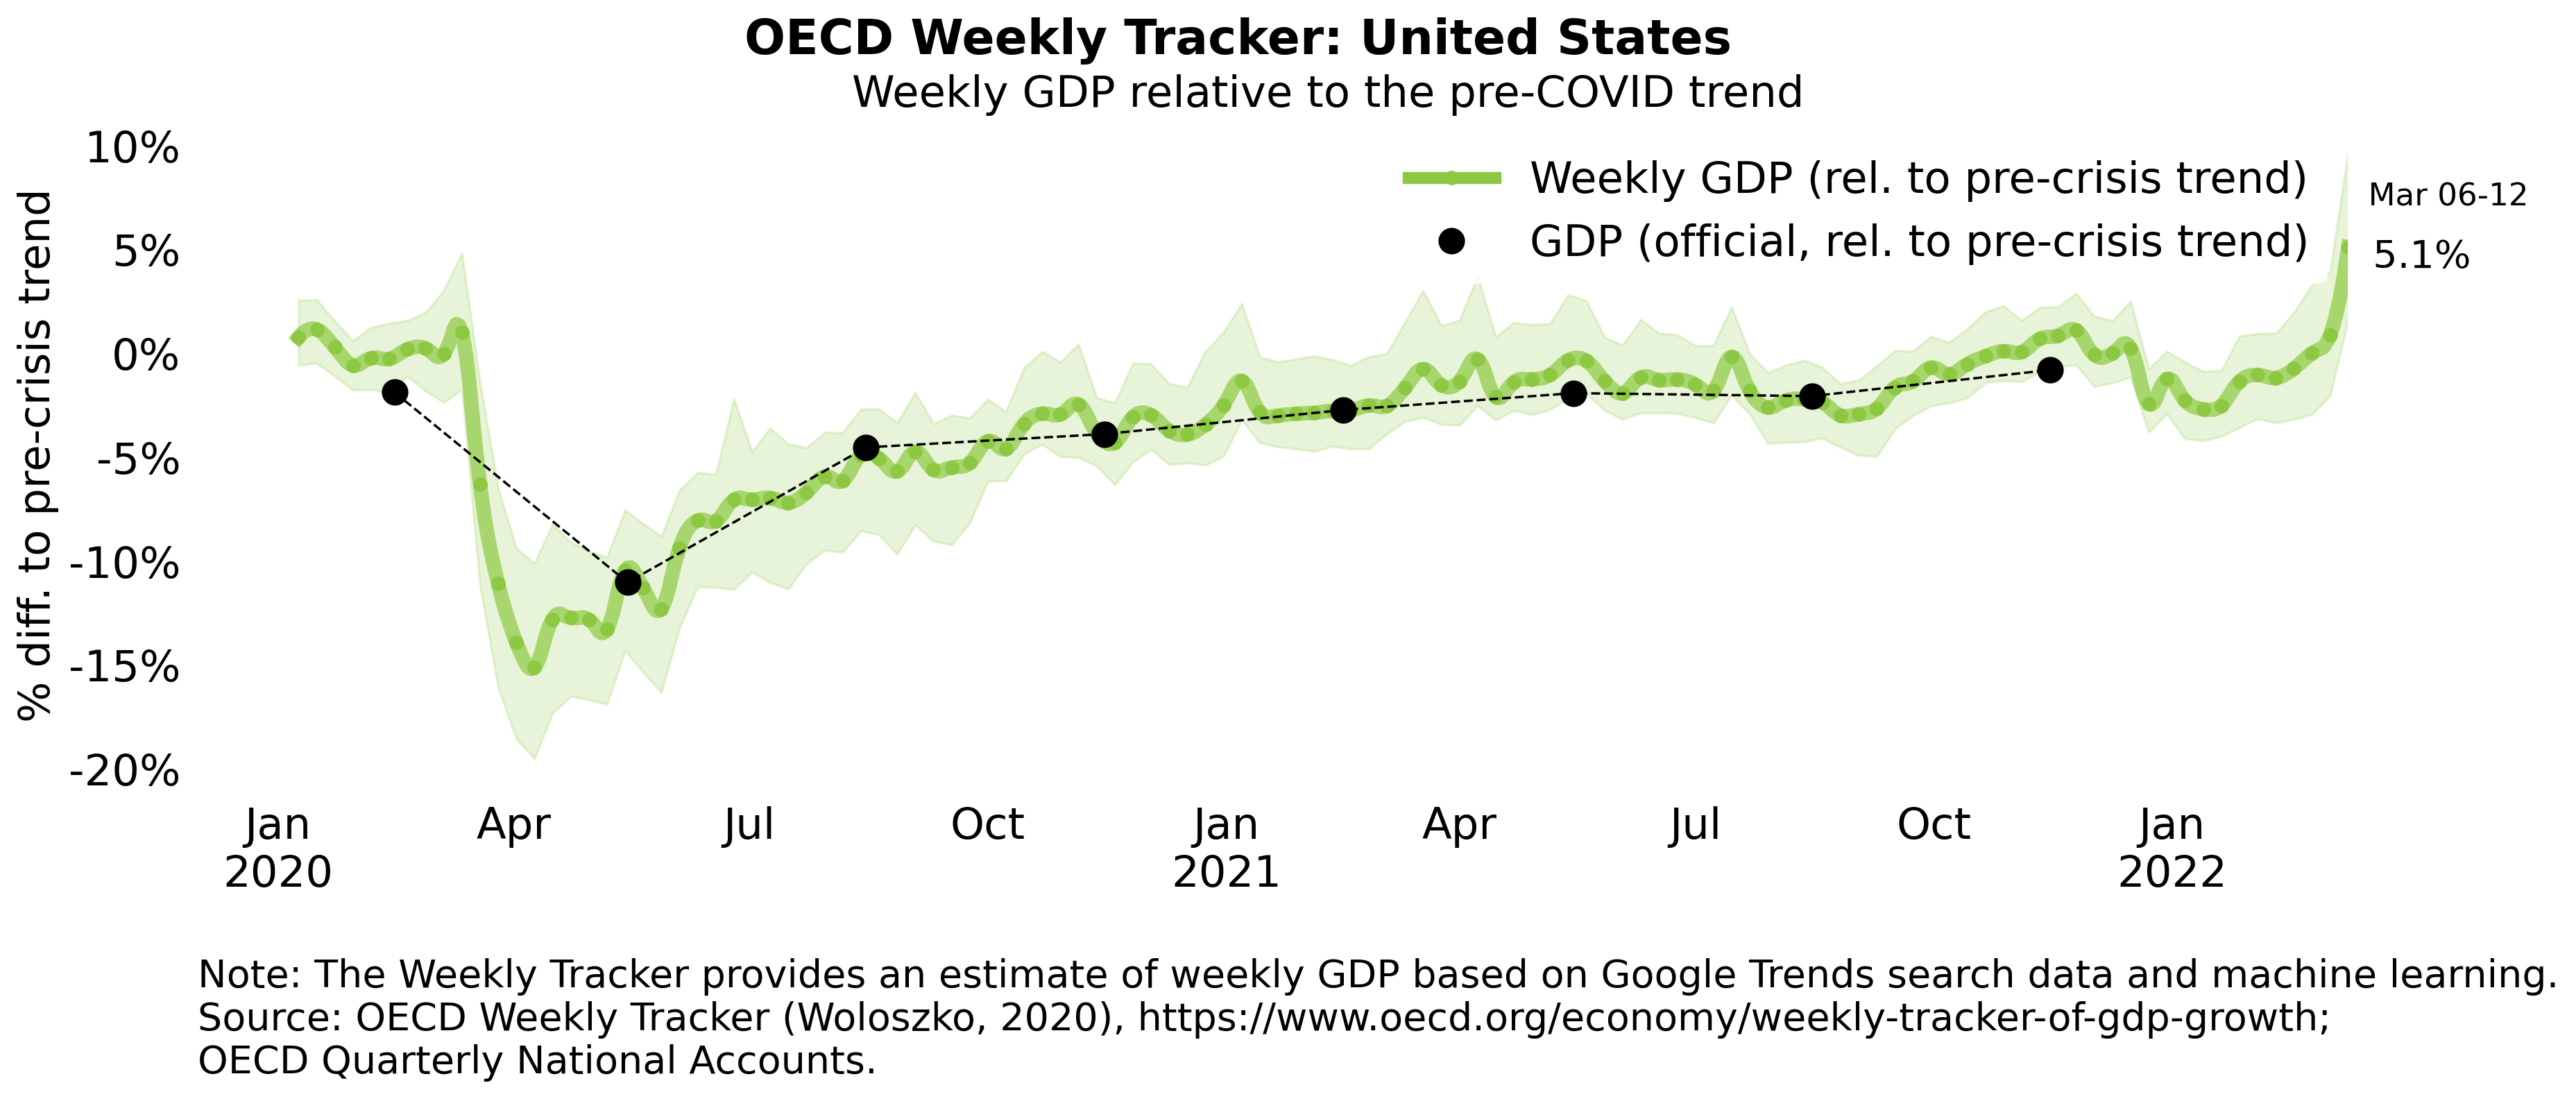 OECD Weekly Tracker: United States
Weekly GDP relative to the pre-COVID trend
% diff. to pre-crisis trend
10%
5%
0%
-5%
-10%
-15%
-20%
Weekly GDP (rel. to pre-crisis trend)
GDP (official, rel. to pre-crisis trend)
Mar 06-12
5.1%
Jan Apr Jul Oct Jan Apr Jul Oct Jan
2020 2021 2022
Note: The Weekly Tracker provides an estimate of weekly GDP based on Google Trends search data and machine learning.
Source: OECD Weekly Tracker (Woloszko, 2020), https://www.oecd.org/economy/weekly-tracker-of-gdp-growth;
OECD Quarterly National Accounts.